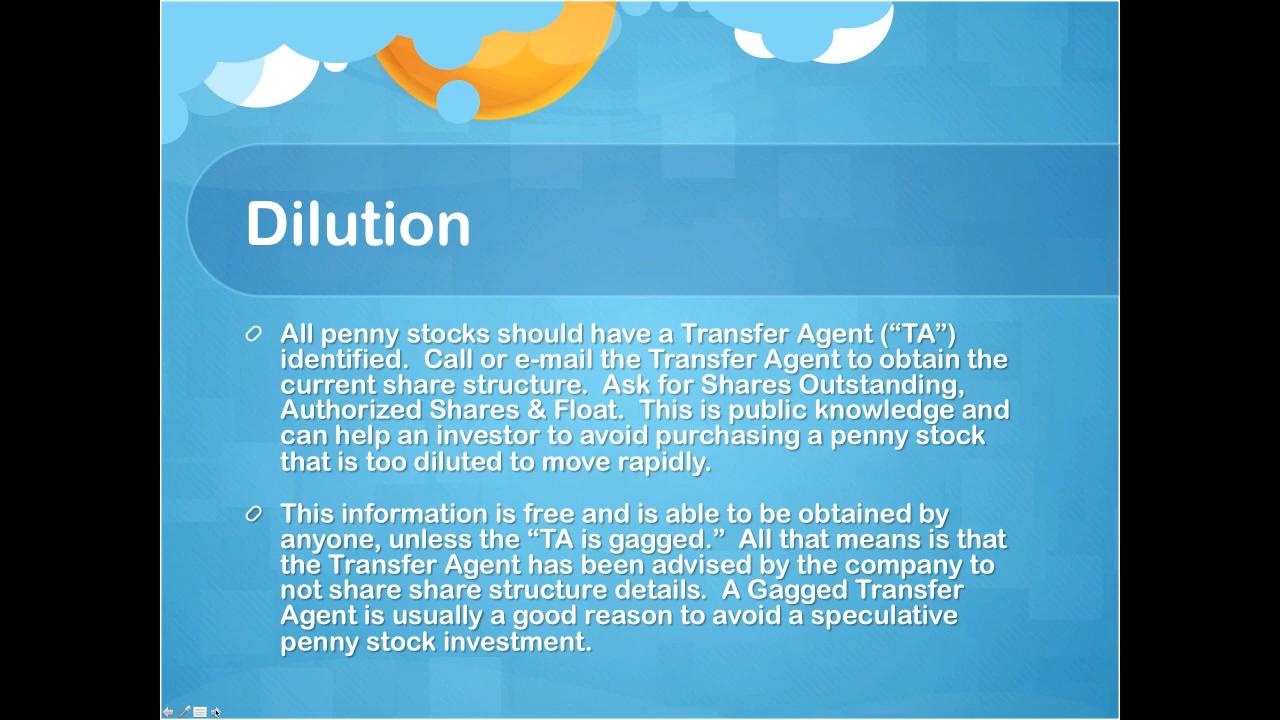 Dilution
All penny stocks should have a Transfer Agent (“TA”)
identified.  Call or e-mail the Transfer Agent to obtain the
current share structure.  Ask for Shares Outstanding,
Authorized Shares & Float.  This is public knowledge and
can help an investor to avoid purchasing a penny stock
that is too diluted to move rapidly.
This information is free and is able to be obtained by
anyone, unless the “TA is gagged.”  All that means is that
the Transfer Agent has been advised by the company to
not share share structure details.  A Gagged Transfer
Agent is usually a good reason to avoid a speculative
penny stock investment.